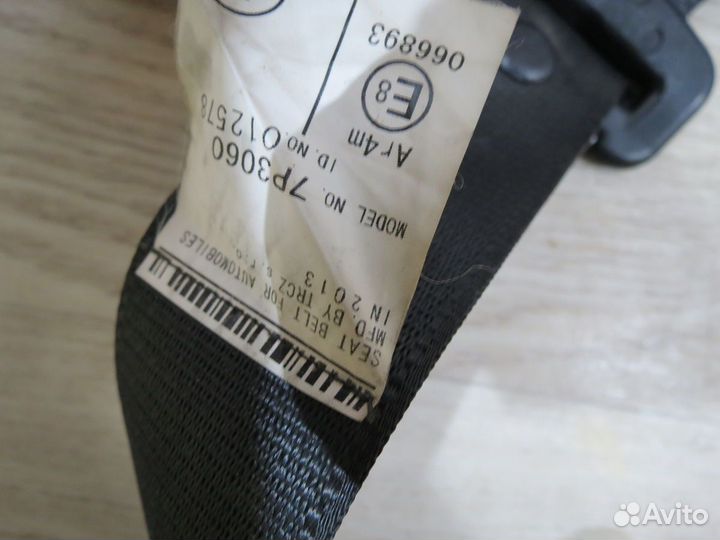 SEAT BELT FOR AUTOMOBILES
MFD. BY TRCZ s.r.o.
IN 2013
MODEL NO. 7P3060
ID.No.012578
Ar4m
E8
066893
Avito